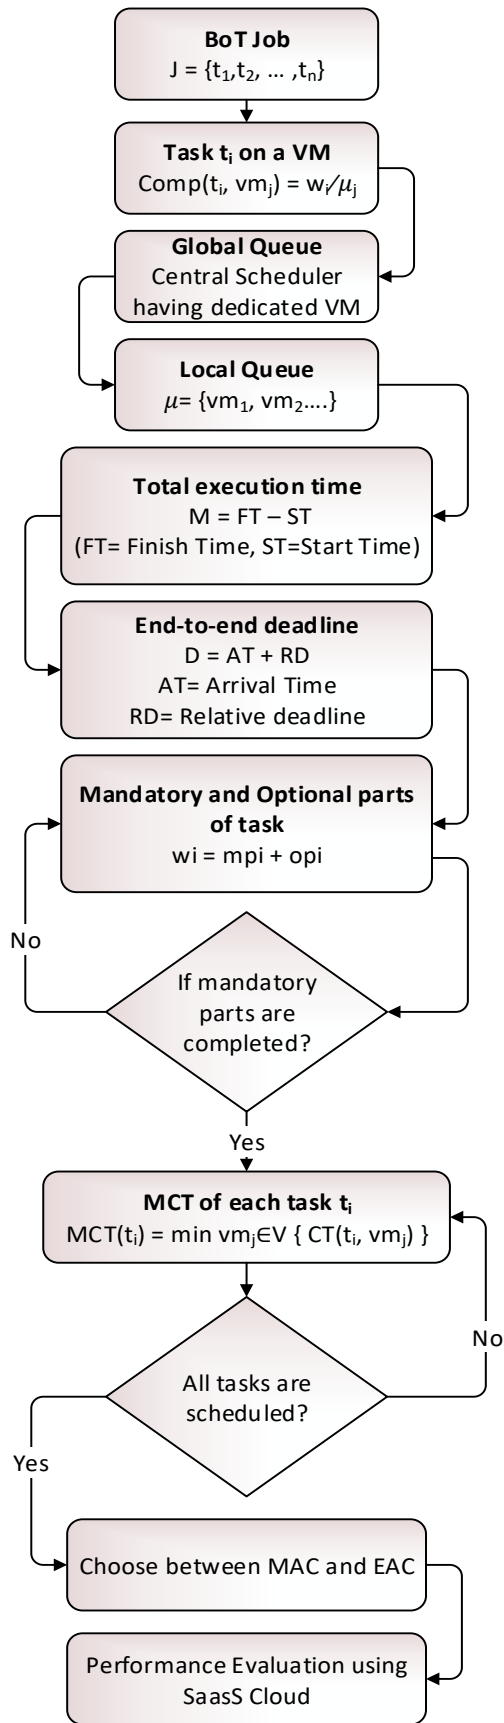 BoT Job
J = {t₁,t₂, ... ,tₙ}
Task tᵢ on a VM
Comp(tᵢ, vmⱼ) = wᵢ/μⱼ
Global Queue
Central Scheduler
having dedicated VM
Local Queue
μ= {vm₁, vm₂....}
Total execution time
M = FT – ST
(FT= Finish Time, ST=Start Time)
End-to-end deadline
D = AT + RD
AT= Arrival Time
RD= Relative deadline
Mandatory and Optional parts
of task
wi = mpi + opi
No
If mandatory
parts are
completed?
Yes
MCT of each task tᵢ
MCT(tᵢ) = min vmⱼ∈V { CT(tᵢ, vmⱼ) }
No
All tasks are
scheduled?
Yes
Choose between MAC and EAC
Performance Evaluation using
SaasS Cloud